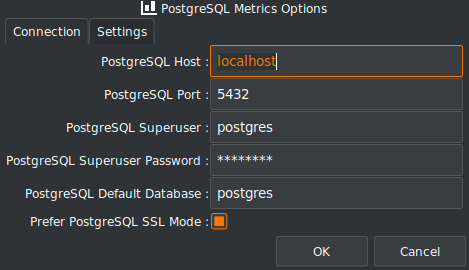 PostgreSQL Metrics Options
Connection Settings
PostgreSQL Host : localhost
PostgreSQL Port : 5432
PostgreSQL Superuser : postgres
PostgreSQL Superuser Password : ********
PostgreSQL Default Database : postgres
Prefer PostgreSQL SSL Mode :
OK Cancel